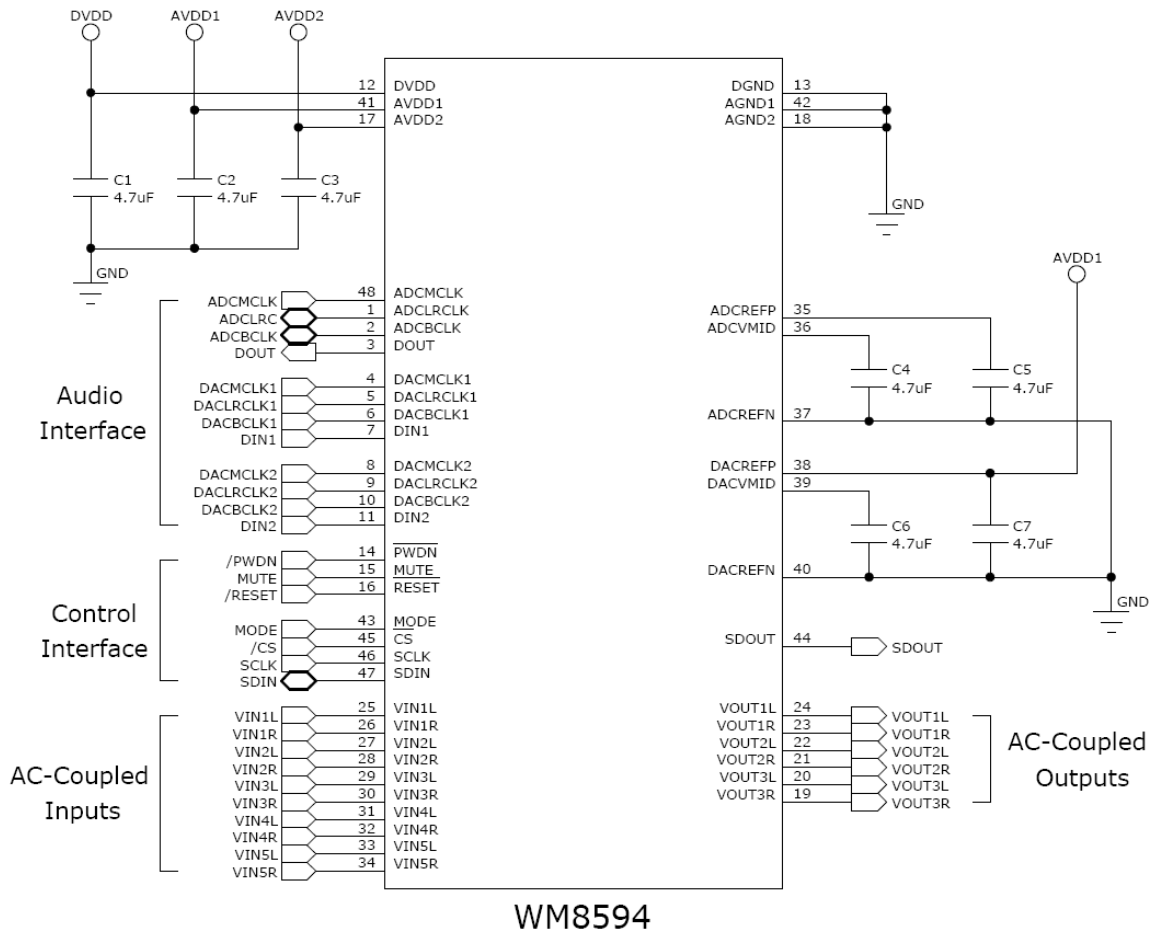 DVDD AVDD1 AVDD2
12 DVDD
41 AVDD1
17 AVDD2
DGND 13
AGND1 42
AGND2 18
C1
4.7uF
C2
4.7uF
C3
4.7uF
GND
GND
AVDD1
Audio
Interface
ADCMCLK 48 ADCMCLK
ADCLRC 1 ADCLRCLK
ADCBCLK 2 ADCBCLK
DOUT 3 DOUT
DACMCLK1 4 DACMCLK1
DACLRCLK1 5 DACLRCLK1
DACBCLK1 6 DACBCLK1
DIN1 7 DIN1
DACMCLK2 8 DACMCLK2
DACLRCLK2 9 DACLRCLK2
DACBCLK2 10 DACBCLK2
DIN2 11 DIN2
Control
Interface
/PWDN 14 PWDN
MUTE 15 MUTE
/RESET 16 RESET
MODE 43 MODE
/CS 45 CS
SCLK 46 SCLK
SDIN 47 SDIN
AC-Coupled
Inputs
VIN1L 25 VIN1L
VIN1R 26 VIN1R
VIN2L 27 VIN2L
VIN2R 28 VIN2R
VIN3L 29 VIN3L
VIN3R 30 VIN3R
VIN4L 31 VIN4L
VIN4R 32 VIN4R
VIN5L 33 VIN5L
VIN5R 34 VIN5R
ADCREFP 35
ADCVMID 36
C4
4.7uF
C5
4.7uF
ADCREFN 37
DACREFP 38
DACVMID 39
C6
4.7uF
C7
4.7uF
DACREFN 40
GND
SDOUT 44 SDOUT
VOUT1L 24 VOUT1L
VOUT1R 23 VOUT1R
VOUT2L 22 VOUT2L
VOUT2R 21 VOUT2R
VOUT3L 20 VOUT3L
VOUT3R 19 VOUT3R
AC-Coupled
Outputs
WM8594